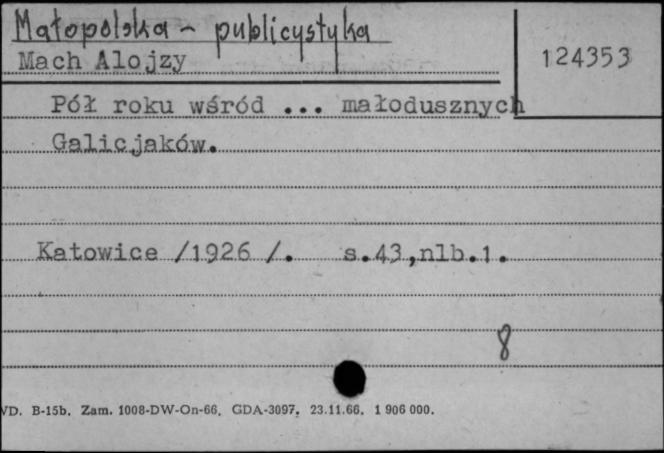 Małopolska - publicystyka
Mach Alojzy
124353
Pół roku wśród ... małodusznych
Galicjaków.
Katowice /1926 /. s.43,nlb.1.
8
VD. B-15b. Zam. 1008-DW-On-66, GDA-3097, 23.11.66. 1 906 000.